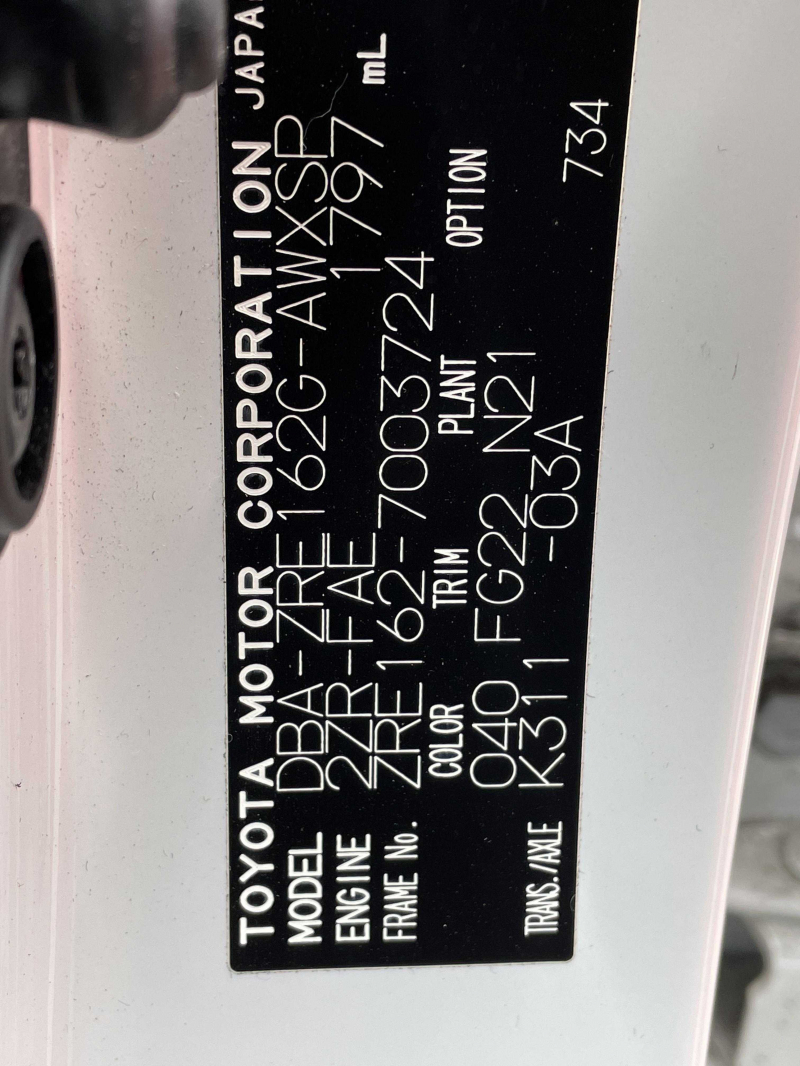 TOYOTA MOTOR CORPORATION JAPAN
MODEL DBA-ZRE162G-AWXSP
ENGINE 2ZR-FAE 1797 mL
FRAME No. ZRE162-7003724
COLOR TRIM PLANT OPTION
040 FG22 N21
TRANS./AXLE K311 -03A 734